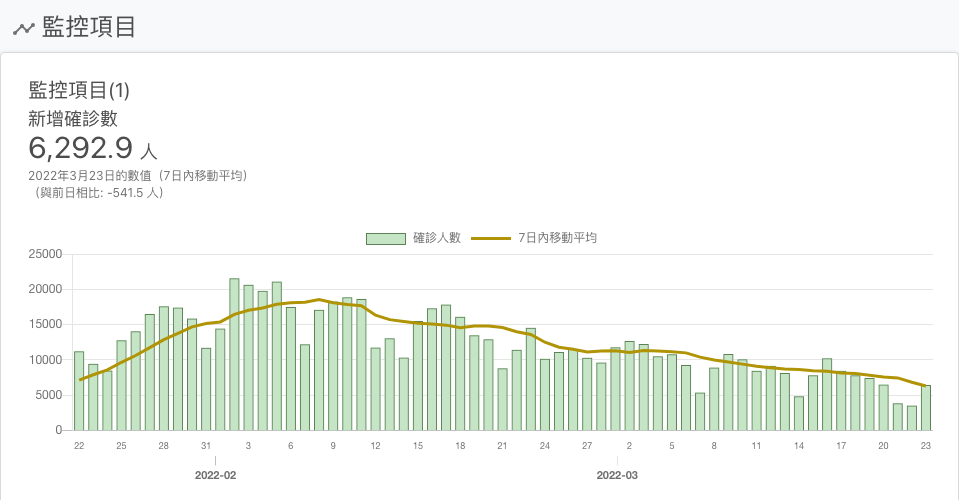 監控項目
監控項目(1)
新增確診數
6,292.9 人
2022年3月23日的數值（7日內移動平均）
（與前日相比: -541.5 人）
確診人數 7日內移動平均
25000
20000
15000
10000
5000
0
22 25 28 31 3 6 9 12 15 18 21 24 27 2 5 8 11 14 17 20 23
2022-02 2022-03